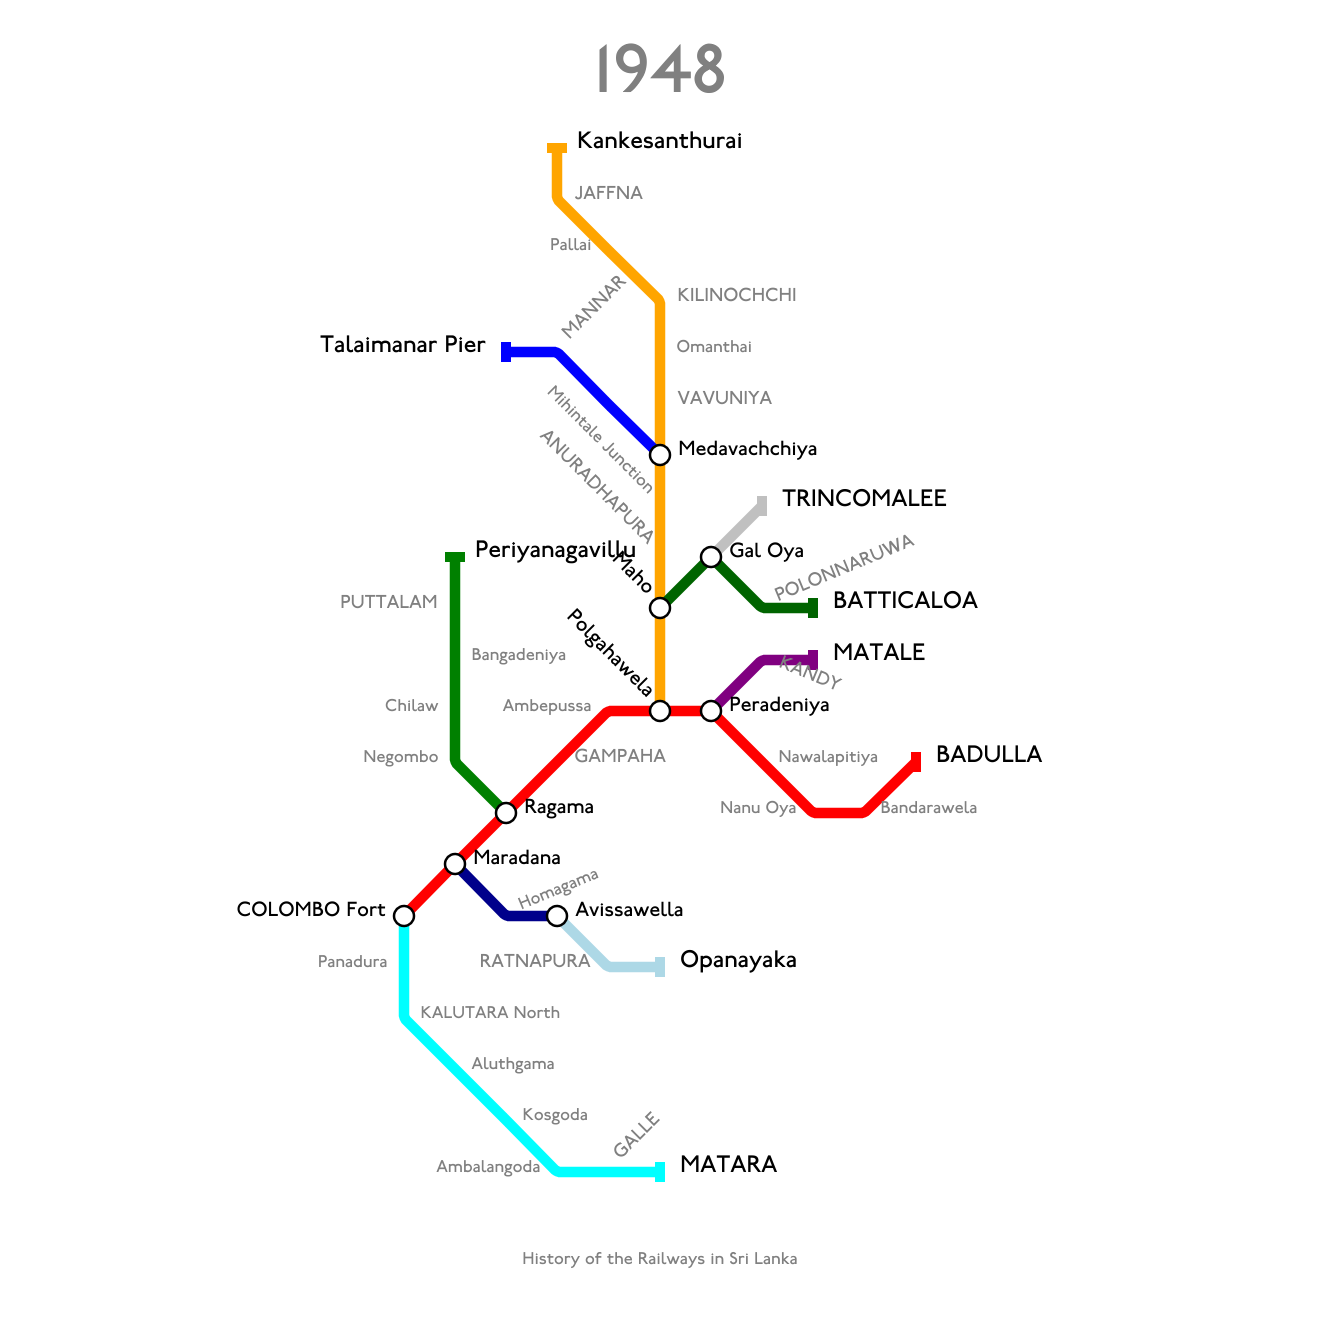 1948
Kankesanthurai
JAFFNA
Pallai
MANNAR
KILINOCHCHI
Talaimanar Pier
Omanthai
Mihintale Junction
VAVUNIYA
ANURADHAPURA
Medavachchiya
TRINCOMALEE
Periyanagavillu
Maho
Gal Oya
POLONNARUWA
PUTTALAM
BATTICALOA
Polgahawela
Bangadeniya
MATALE
KANDY
Chilaw
Ambepussa
Peradeniya
Negombo
GAMPAHA
Nawalapitiya
BADULLA
Ragama
Nanu Oya
Bandarawela
Maradana
Homagama
COLOMBO Fort
Avissawella
Panadura
RATNAPURA
Opanayaka
KALUTARA North
Aluthgama
Kosgoda
GALLE
Ambalangoda
MATARA
History of the Railways in Sri Lanka